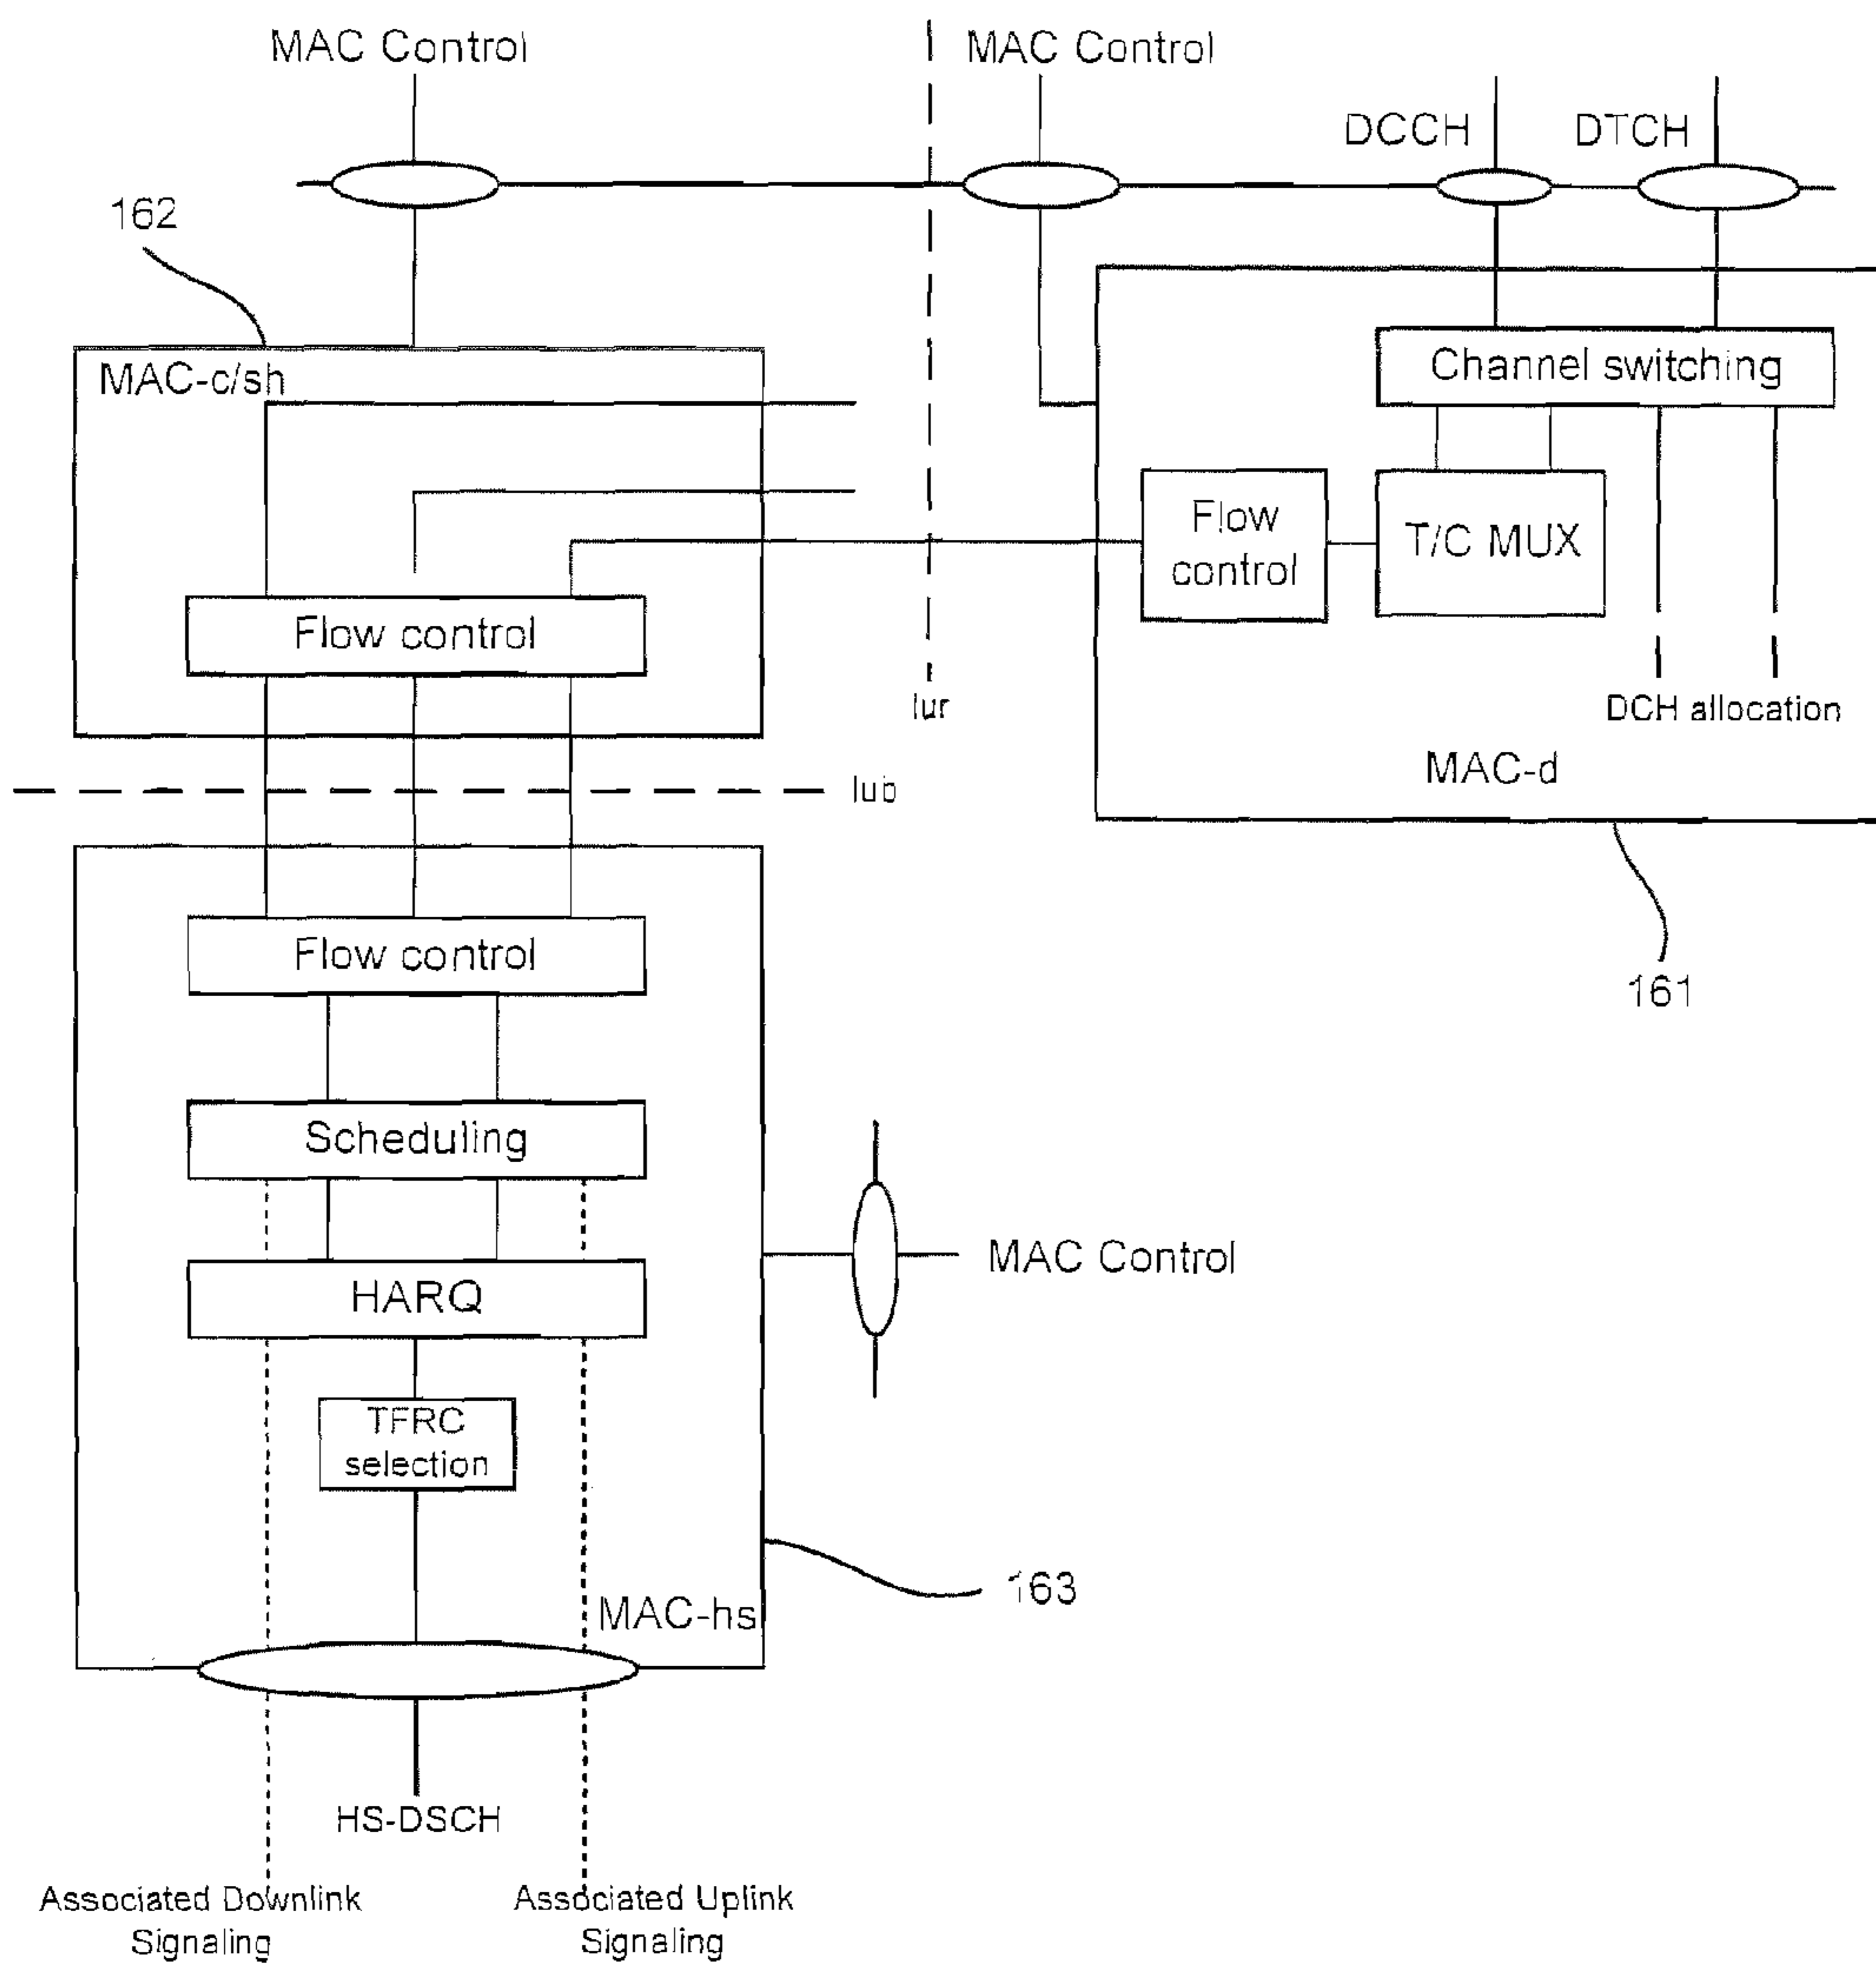 MAC Control
MAC Control
DCCH
DTCH
162
MAC-c/sh
Channel switching
Flow
control
T/C MUX
Flow control
Iur
DCH allocation
MAC-d
Iub
161
Flow control
Scheduling
MAC Control
HARQ
TFRC
selection
163
MAC-hs
HS-DSCH
Associated Downlink
Signaling
Associated Uplink
Signaling